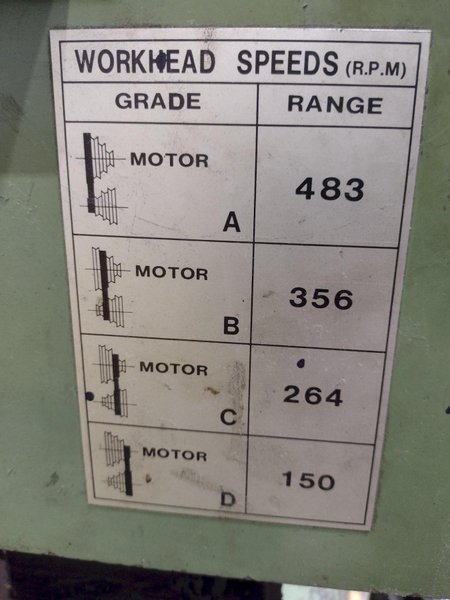 WORKHEAD SPEEDS (R.P.M)
GRADE RANGE
MOTOR A 483
MOTOR B 356
MOTOR C 264
MOTOR D 150